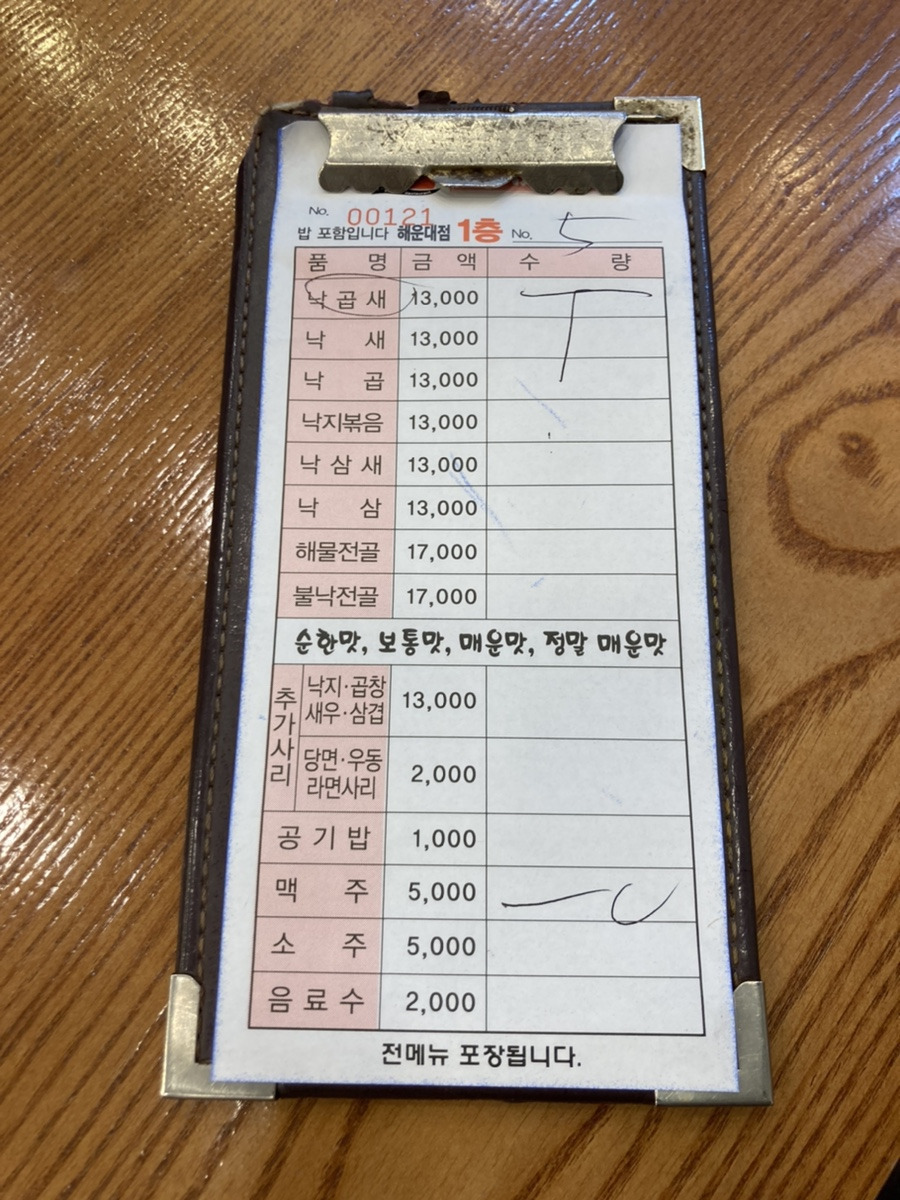 No. 00121
밥 포함입니다 해운대점 1층 No. 5
품 명 금 액 수 량
낙곱새 13,000 T
낙 새 13,000
낙 곱 13,000
낙지볶음 13,000
낙삼새 13,000
낙 삼 13,000
해물전골 17,000
불낙전골 17,000
순한맛, 보통맛, 매운맛, 정말 매운맛
추가사리
낙지·곱창
새우·삼겹 13,000
당면·우동
라면사리 2,000
공기밥 1,000
맥 주 5,000
소 주 5,000
음료수 2,000
전메뉴 포장됩니다.